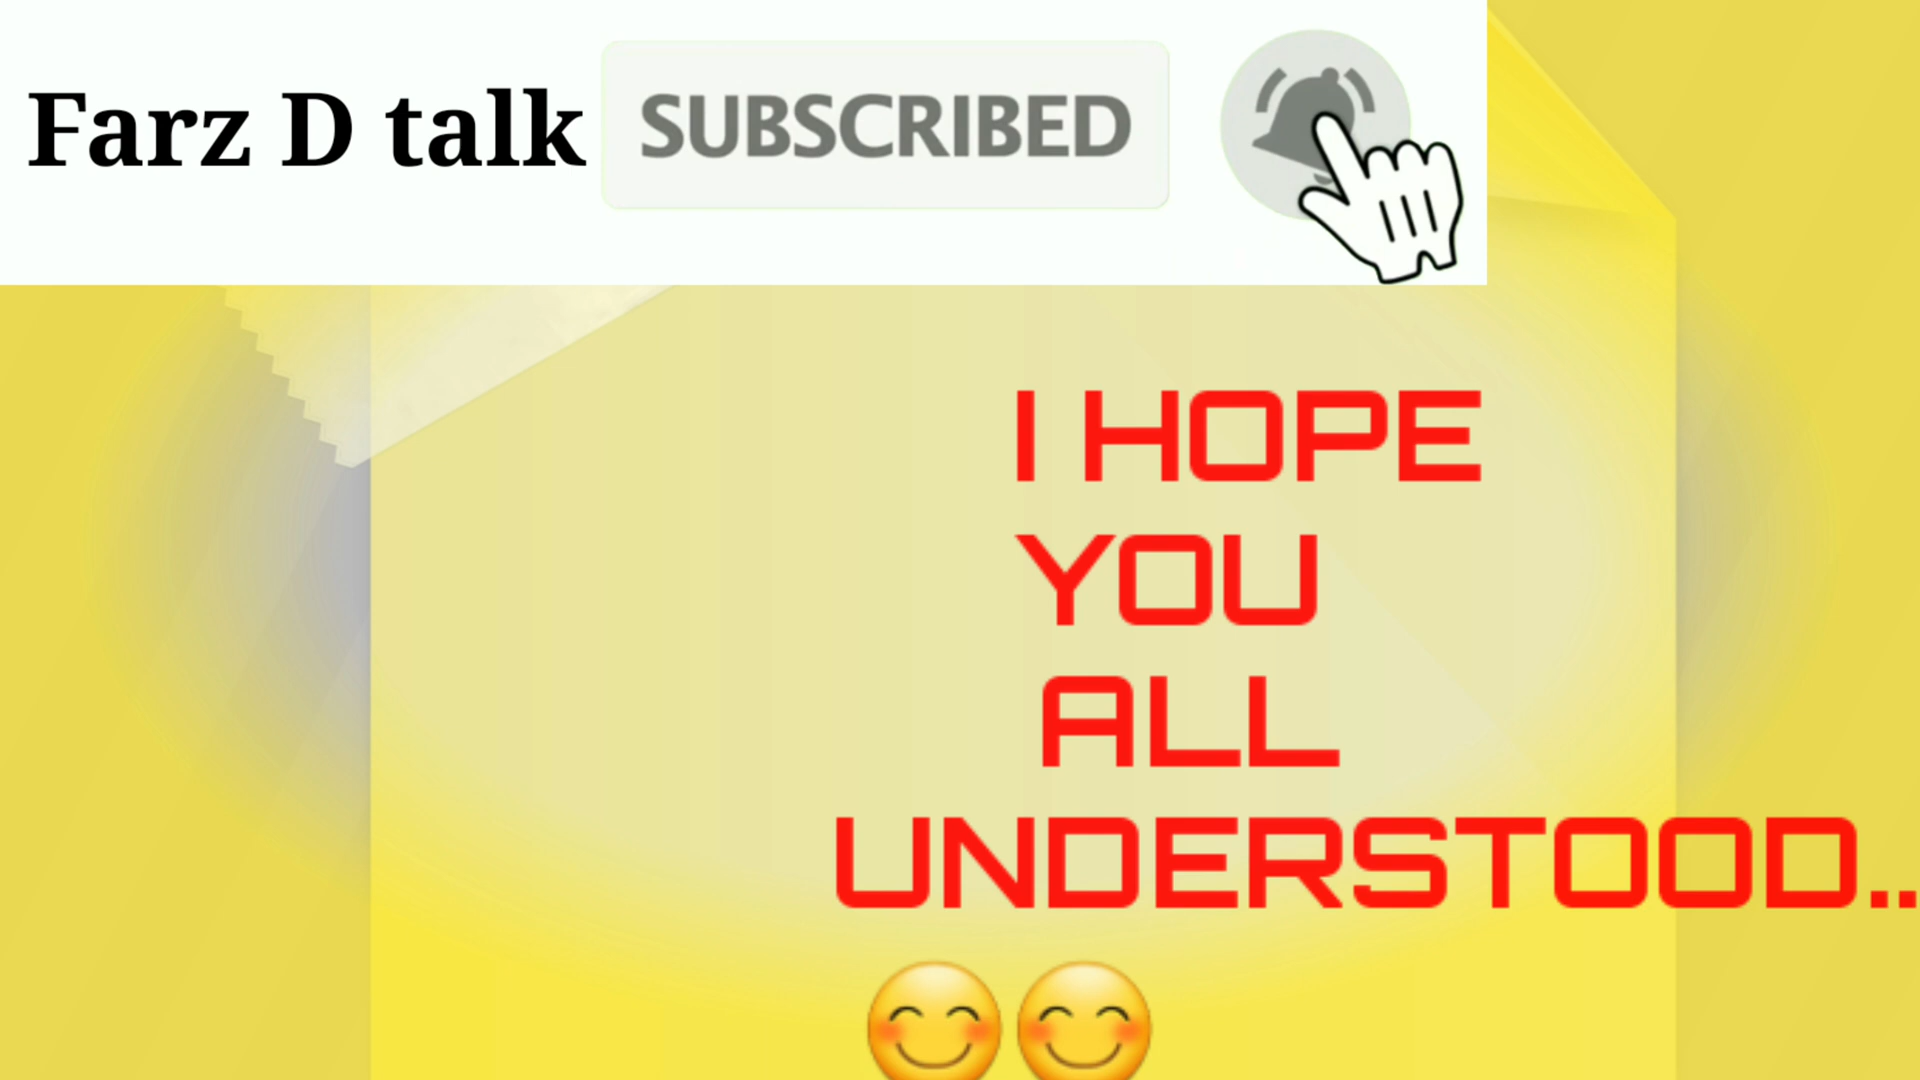 Farz D talk SUBSCRIBED
I HOPE
YOU
ALL
UNDERSTOOD..
😊😊